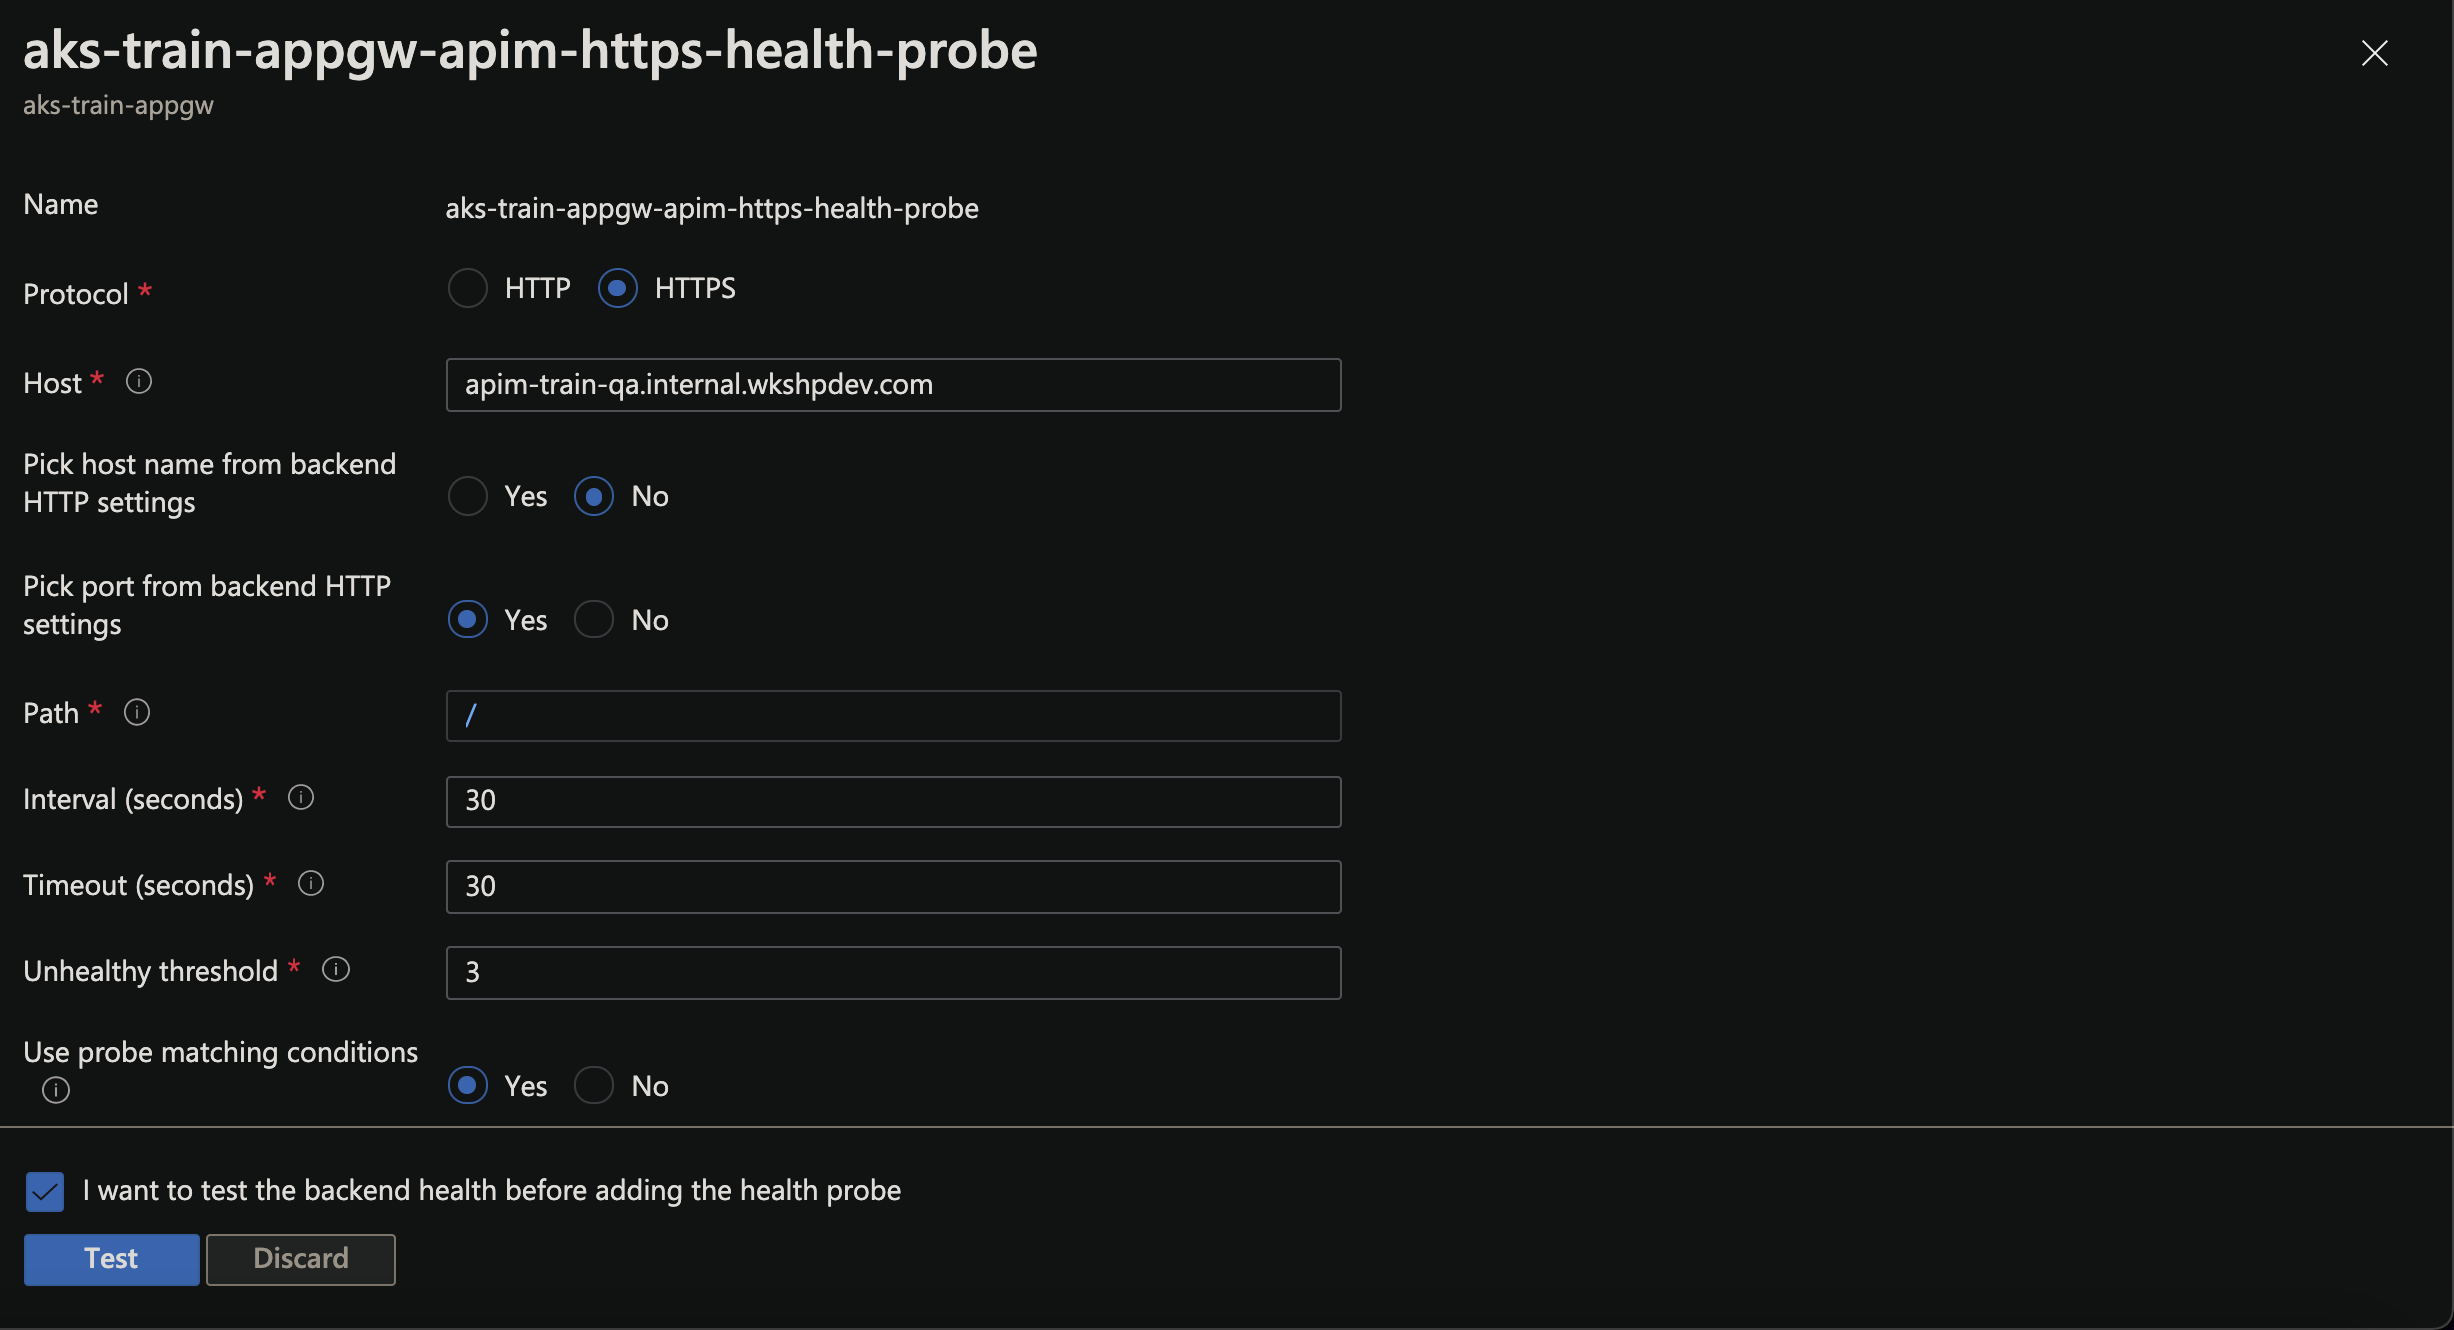 aks-train-appgw-apim-https-health-probe
aks-train-appgw
Name
aks-train-appgw-apim-https-health-probe
Protocol *
HTTP
HTTPS
Host *
apim-train-qa.internal.wkshpdev.com
Pick host name from backend
HTTP settings
Yes
No
Pick port from backend HTTP
settings
Yes
No
Path *
/
Interval (seconds) *
30
Timeout (seconds) *
30
Unhealthy threshold *
3
Use probe matching conditions
Yes
No
I want to test the backend health before adding the health probe
Test
Discard